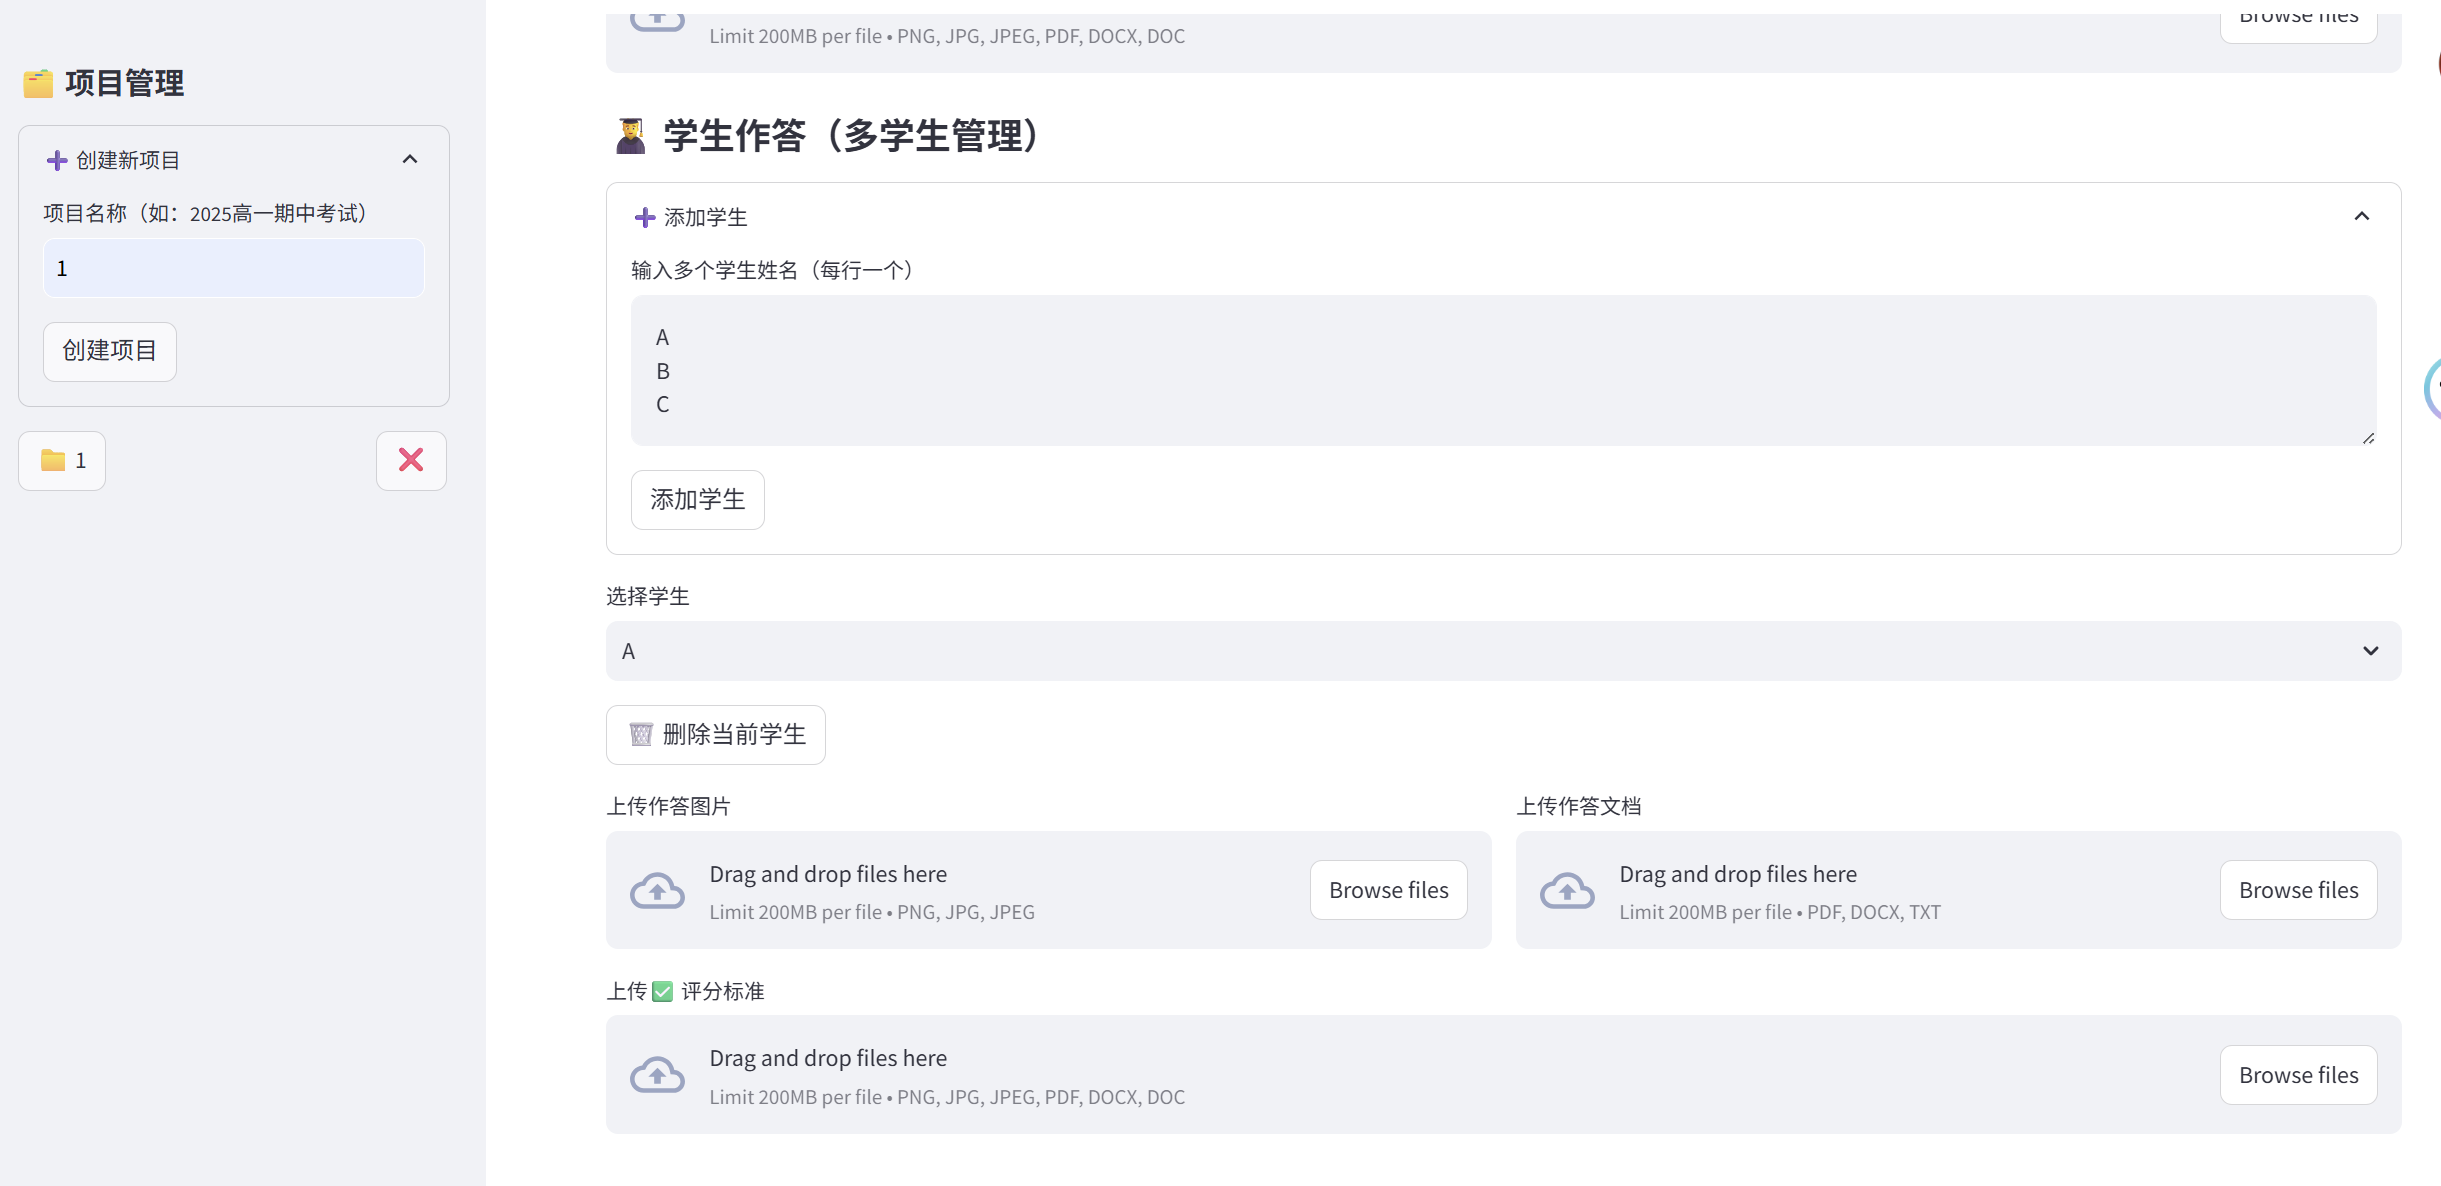 项目管理
创建新项目
项目名称（如：2025高一期中考试）
1
创建项目
1
Browse files
Limit 200MB per file • PNG, JPG, JPEG, PDF, DOCX, DOC
学生作答（多学生管理）
添加学生
输入多个学生姓名（每行一个）
A
B
C
添加学生
选择学生
A
删除当前学生
上传作答图片
Drag and drop files here
Limit 200MB per file • PNG, JPG, JPEG
Browse files
上传作答文档
Drag and drop files here
Limit 200MB per file • PDF, DOCX, TXT
Browse files
上传✅ 评分标准
Drag and drop files here
Limit 200MB per file • PNG, JPG, JPEG, PDF, DOCX, DOC
Browse files